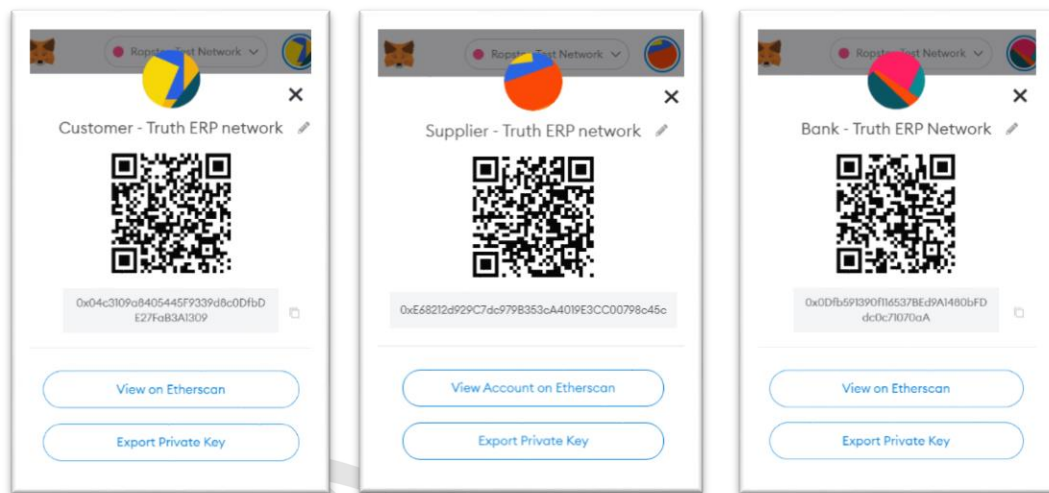 Ropsten Test Network
Customer - Truth ERP network
0x04c3109a8405445F9339d8c0DfbD
E27FaB3A1309
View on Etherscan
Export Private Key
Ropsten Test Network
Supplier - Truth ERP network
0xE68212d929C7dc979B353cA4019E3CC00798c45c
View Account on Etherscan
Export Private Key
Ropsten Test Network
Bank - Truth ERP Network
0x0Dfb591390f116537BEd9A1480bFD
dc0c71070aA
View on Etherscan
Export Private Key